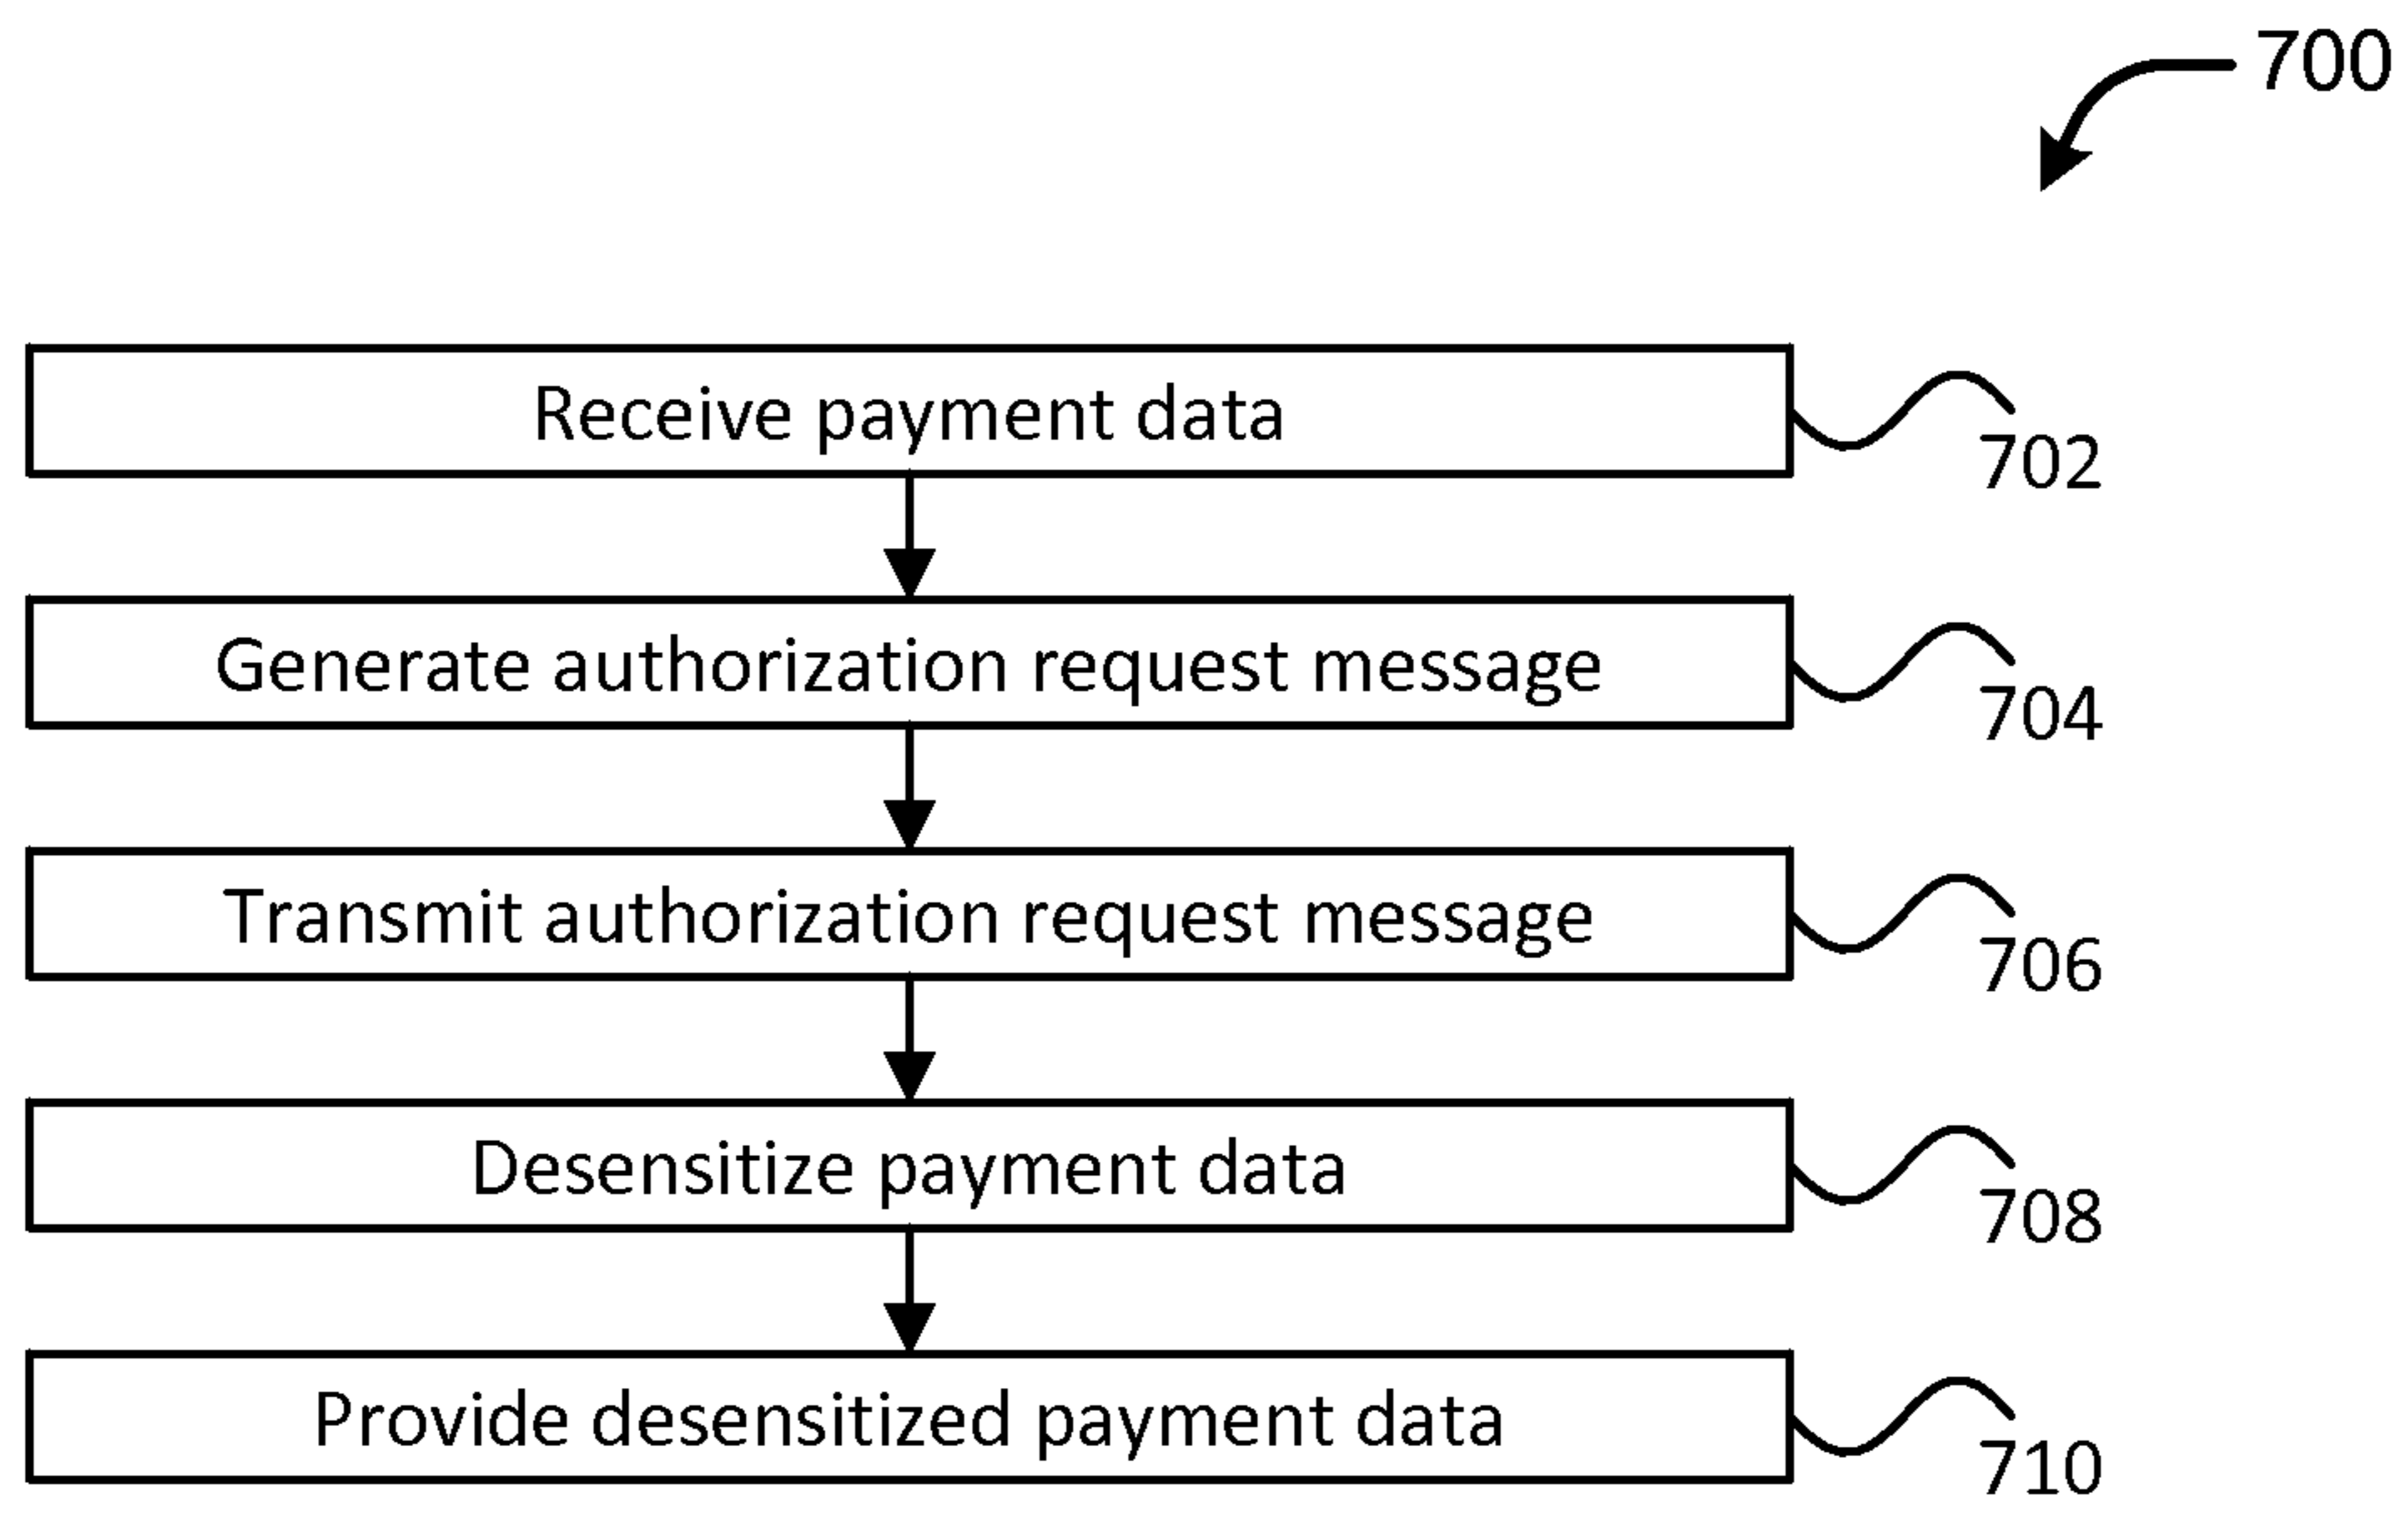 700
Receive payment data
702
Generate authorization request message
704
Transmit authorization request message
706
Desensitize payment data
708
Provide desensitized payment data
710